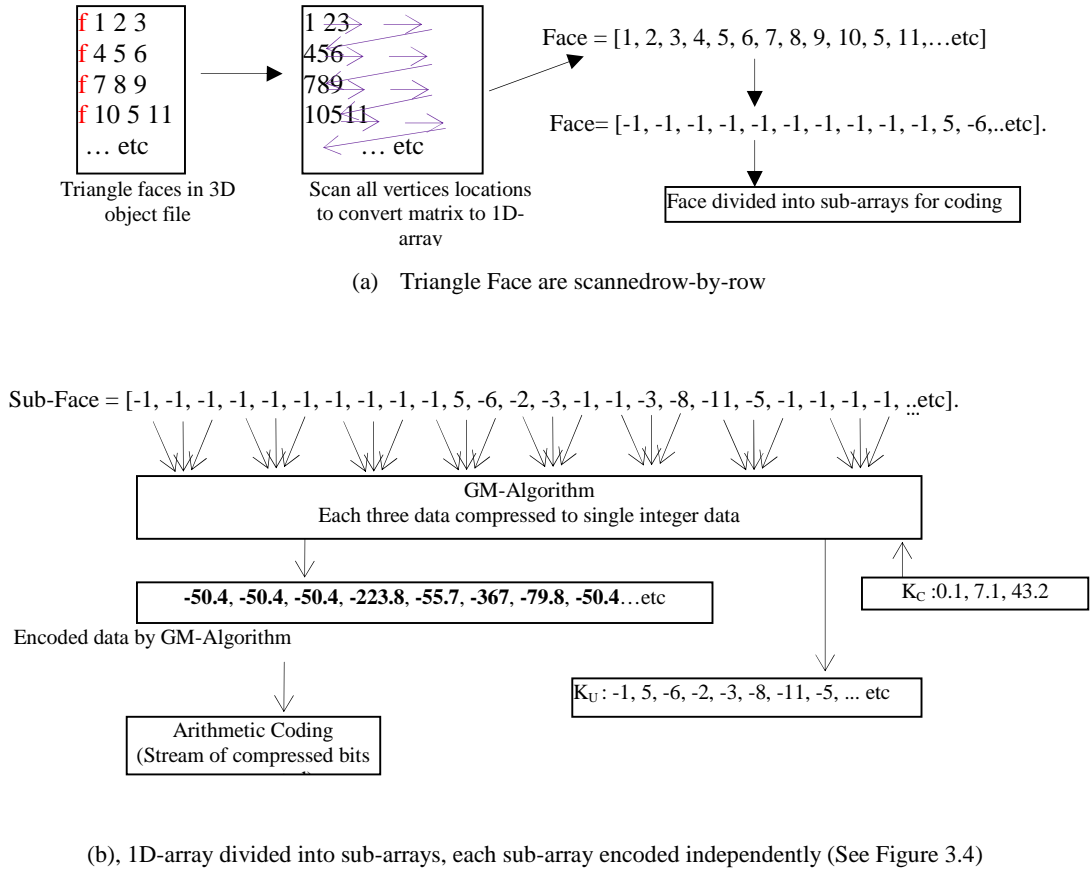 f 1 2 3
f 4 5 6
f 7 8 9
f 10 5 11
… etc
Triangle faces in 3D
object file
1 23
456
789
10511
… etc
Scan all vertices locations
to convert matrix to 1D-
array
Face = [1, 2, 3, 4, 5, 6, 7, 8, 9, 10, 5, 11,…etc]
Face= [-1, -1, -1, -1, -1, -1, -1, -1, -1, -1, 5, -6,..etc].
Face divided into sub-arrays for coding
(a) Triangle Face are scannedrow-by-row
Sub-Face = [-1, -1, -1, -1, -1, -1, -1, -1, -1, -1, 5, -6, -2, -3, -1, -1, -3, -8, -11, -5, -1, -1, -1, -1, ...etc].
GM-Algorithm
Each three data compressed to single integer data
-50.4, -50.4, -50.4, -223.8, -55.7, -367, -79.8, -50.4…etc
KC :0.1, 7.1, 43.2
Encoded data by GM-Algorithm
KU : -1, 5, -6, -2, -3, -8, -11, -5, ... etc
Arithmetic Coding
(Stream of compressed bits
(b), 1D-array divided into sub-arrays, each sub-array encoded independently (See Figure 3.4)